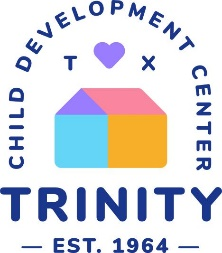 CHILD DEVELOPMENT CENTER
T X
TRINITY
— EST. 1964 —